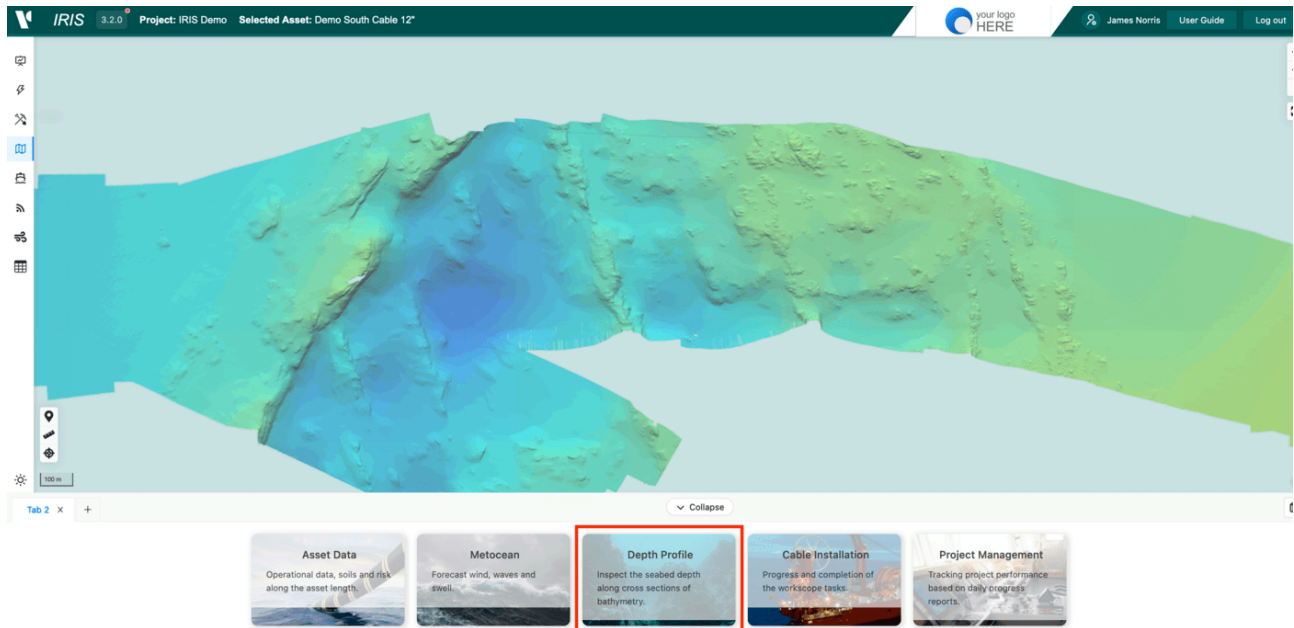 IRIS 3.2.0 Project: IRIS Demo Selected Asset: Demo South Cable 12"
your logo
HERE
James Norris User Guide Log out
100 m
Tab 2 × +
Collapse
Asset Data
Operational data, soils and risk
along the asset length.
Metocean
Forecast wind, waves and
swell.
Depth Profile
Inspect the seabed depth
along cross sections of
bathymetry.
Cable Installation
Progress and completion of
the workscope tasks.
Project Management
Tracking project performance
based on daily progress
reports.